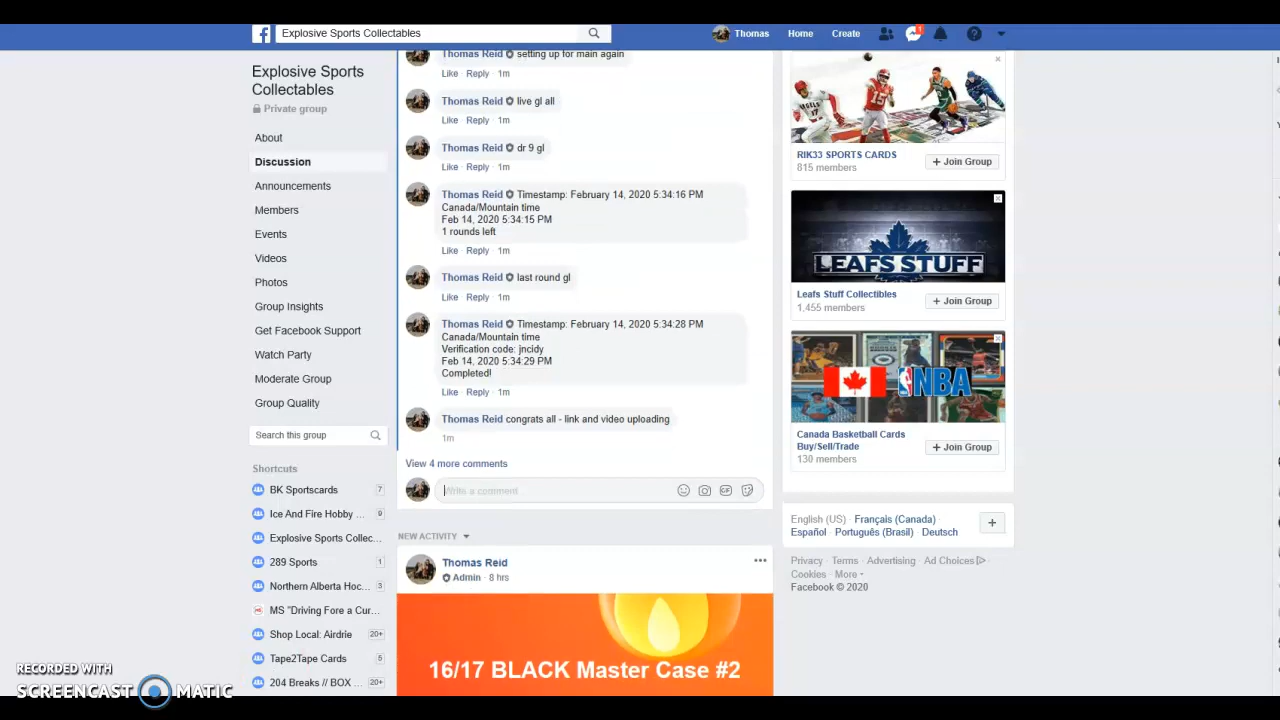 Explosive Sports Collectables
Thomas
Home
Create
1
Explosive Sports
Collectables
Private group
About
Discussion
Announcements
Members
Events
Videos
Photos
Group Insights
Get Facebook Support
Watch Party
Moderate Group
Group Quality
Search this group
Shortcuts
BK Sportscards 7
Ice And Fire Hobby ... 9
Explosive Sports Collec...
289 Sports 1
Northern Alberta Hoc... 3
MS "Driving Fore a Cur...
Shop Local: Airdrie 20+
Tape2Tape Cards 5
204 Breaks // BOX ... 20+
Thomas Reid setting up for main again
Like · Reply · 1m
Thomas Reid live gl all
Like · Reply · 1m
Thomas Reid dr 9 gl
Like · Reply · 1m
Thomas Reid Timestamp: February 14, 2020 5:34:16 PM
Canada/Mountain time
Feb 14, 2020 5:34:15 PM
1 rounds left
Like · Reply · 1m
Thomas Reid last round gl
Like · Reply · 1m
Thomas Reid Timestamp: February 14, 2020 5:34:28 PM
Canada/Mountain time
Verification code: jncidy
Feb 14, 2020 5:34:29 PM
Completed!
Like · Reply · 1m
Thomas Reid congrats all - link and video uploading
1m
View 4 more comments
Write a comment
GIF
NEW ACTIVITY
Thomas Reid
Admin · 8 hrs
16/17 BLACK Master Case #2
RIK33 SPORTS CARDS
815 members
+ Join Group
LEAFS STUFF
Leafs Stuff Collectibles
1,455 members
+ Join Group
NBA
Canada Basketball Cards
Buy/Sell/Trade
130 members
+ Join Group
English (US) · Français (Canada) ·
Español · Português (Brasil) · Deutsch
Privacy · Terms · Advertising · Ad Choices
Cookies · More
Facebook © 2020
RECORDED WITH
SCREENCAST MATIC